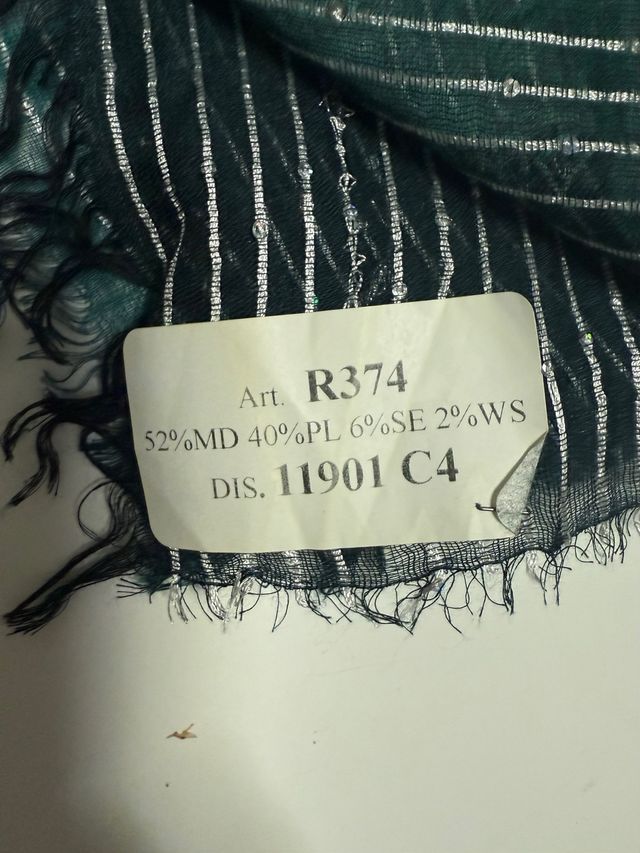 Art. R374
52%MD 40%PL 6%SE 2%WS
DIS. 11901 C4